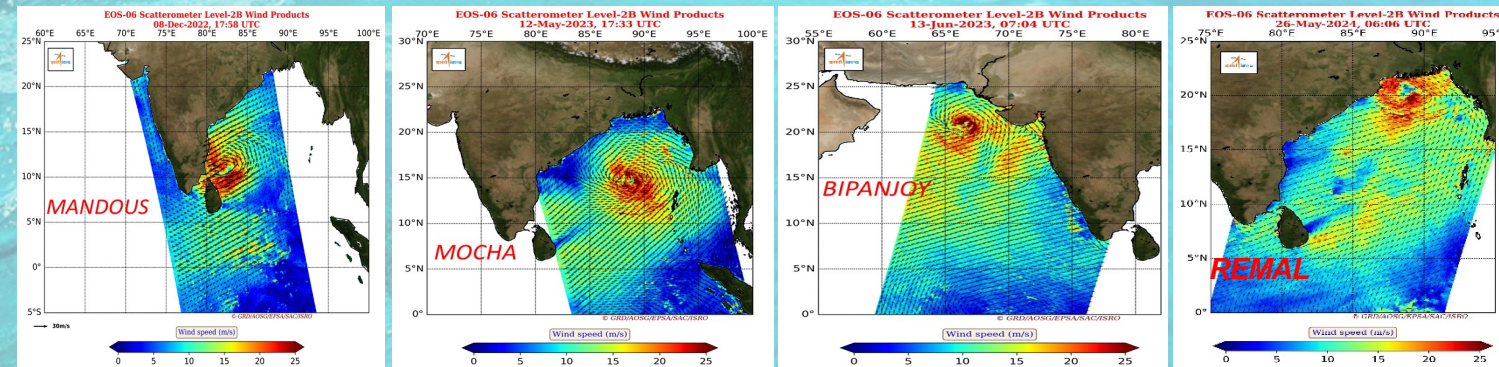 EOS-06 Scatterometer Level-2B Wind Products
08-Dec-2022, 17:58 UTC
60°E 65°E 70°E 75°E 80°E 85°E 90°E 95°E 100°E
25°N
20°N
15°N
10°N
5°N
0°
5°S
MANDOUS
© GRD/AOSG/EPSA/SAC/ISRO
30m/s
Wind speed (m/s)
0 5 10 15 20 25
EOS-06 Scatterometer Level-2B Wind Products
12-May-2023, 17:33 UTC
70°E 75°E 80°E 85°E 90°E 95°E 100°E
30°N
25°N
20°N
15°N
10°N
5°N
0°
MOCHA
© GRD/AOSG/EPSA/SAC/ISRO
Wind speed (m/s)
0 5 10 15 20 25
EOS-06 Scatterometer Level-2B Wind Products
13-Jun-2023, 07:04 UTC
55°E 60°E 65°E 70°E 75°E 80°E
30°N
25°N
20°N
15°N
10°N
5°N
0°
BIPANJOY
© GRD/AOSG/EPSA/SAC/ISRO
Wind speed (m/s)
0 5 10 15 20 25
EOS-06 Scatterometer Level-2B Wind Products
26-May-2024, 06:06 UTC
75°E 80°E 85°E 90°E 95°
30°N
25°N
20°N
15°N
10°N
5°N
0°
REMAL
© GRD/AOSG/EPSA/SAC/ISRO
Wind speed (m/s)
0 5 10 15 20 25